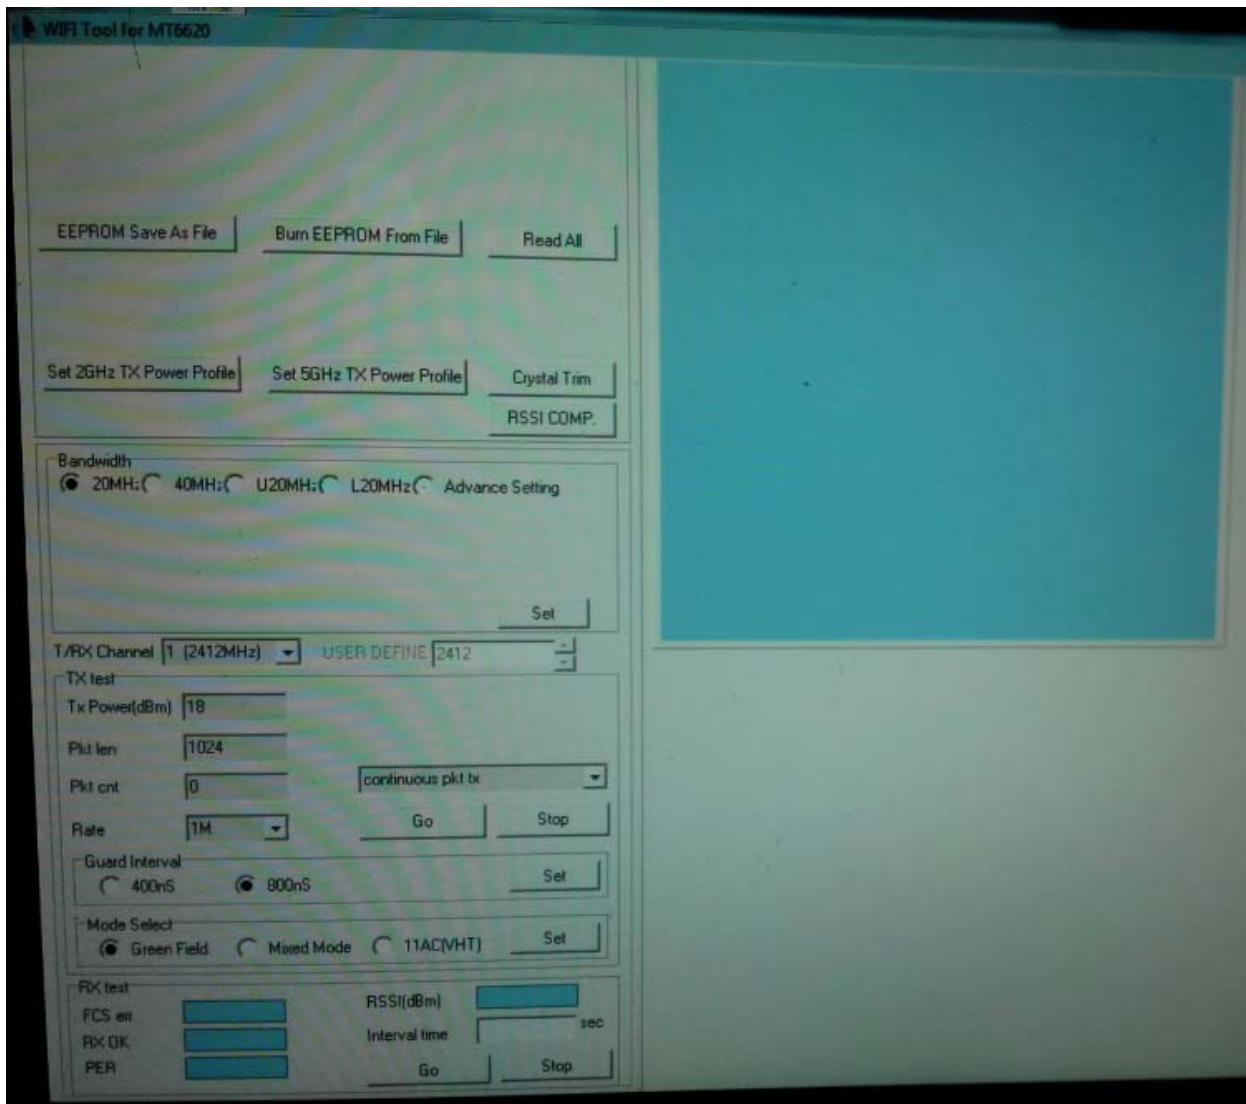 WIFI Tool for MT6620
EEPROM Save As File Burn EEPROM From File Read All
Set 2GHz TX Power Profile Set 5GHz TX Power Profile Crystal Trim
RSSI COMP.
Bandwidth
20MH: 40MH: U20MH: L20MHz Advance Setting
Set
T/RX Channel 1 (2412MHz) USER DEFINE 2412
TX test
Tx Power(dBm) 18
Pkt len 1024
Pkt cnt 0 continuous pkt tx
Rate 1M Go Stop
Guard Interval
400nS 800nS Set
Mode Select
Green Field Mixed Mode 11AC(VHT) Set
RX test
FCS err RSSI(dBm)
RX OK Interval time sec
PER Go Stop